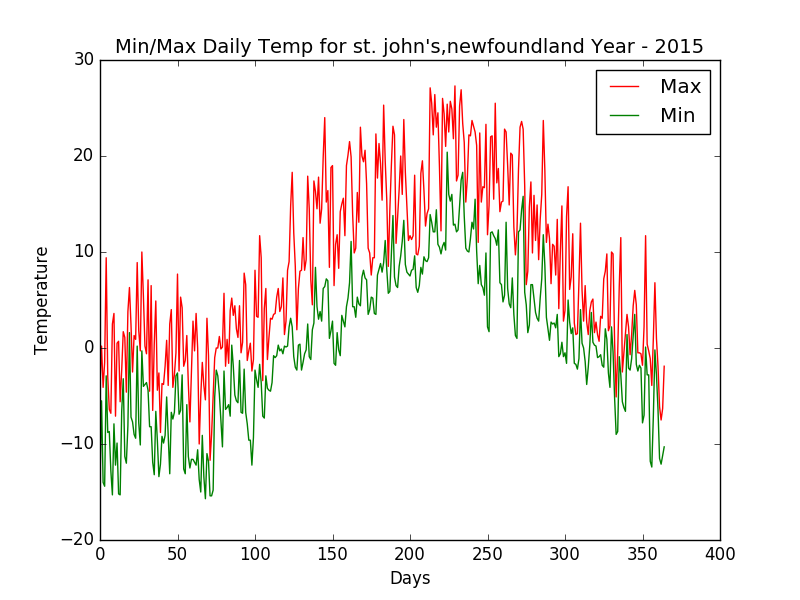 Min/Max Daily Temp for st. john's,newfoundland Year - 2015
30
20
10
0
−10
−20
Temperature
Max
Min
0 50 100 150 200 250 300 350 400
Days